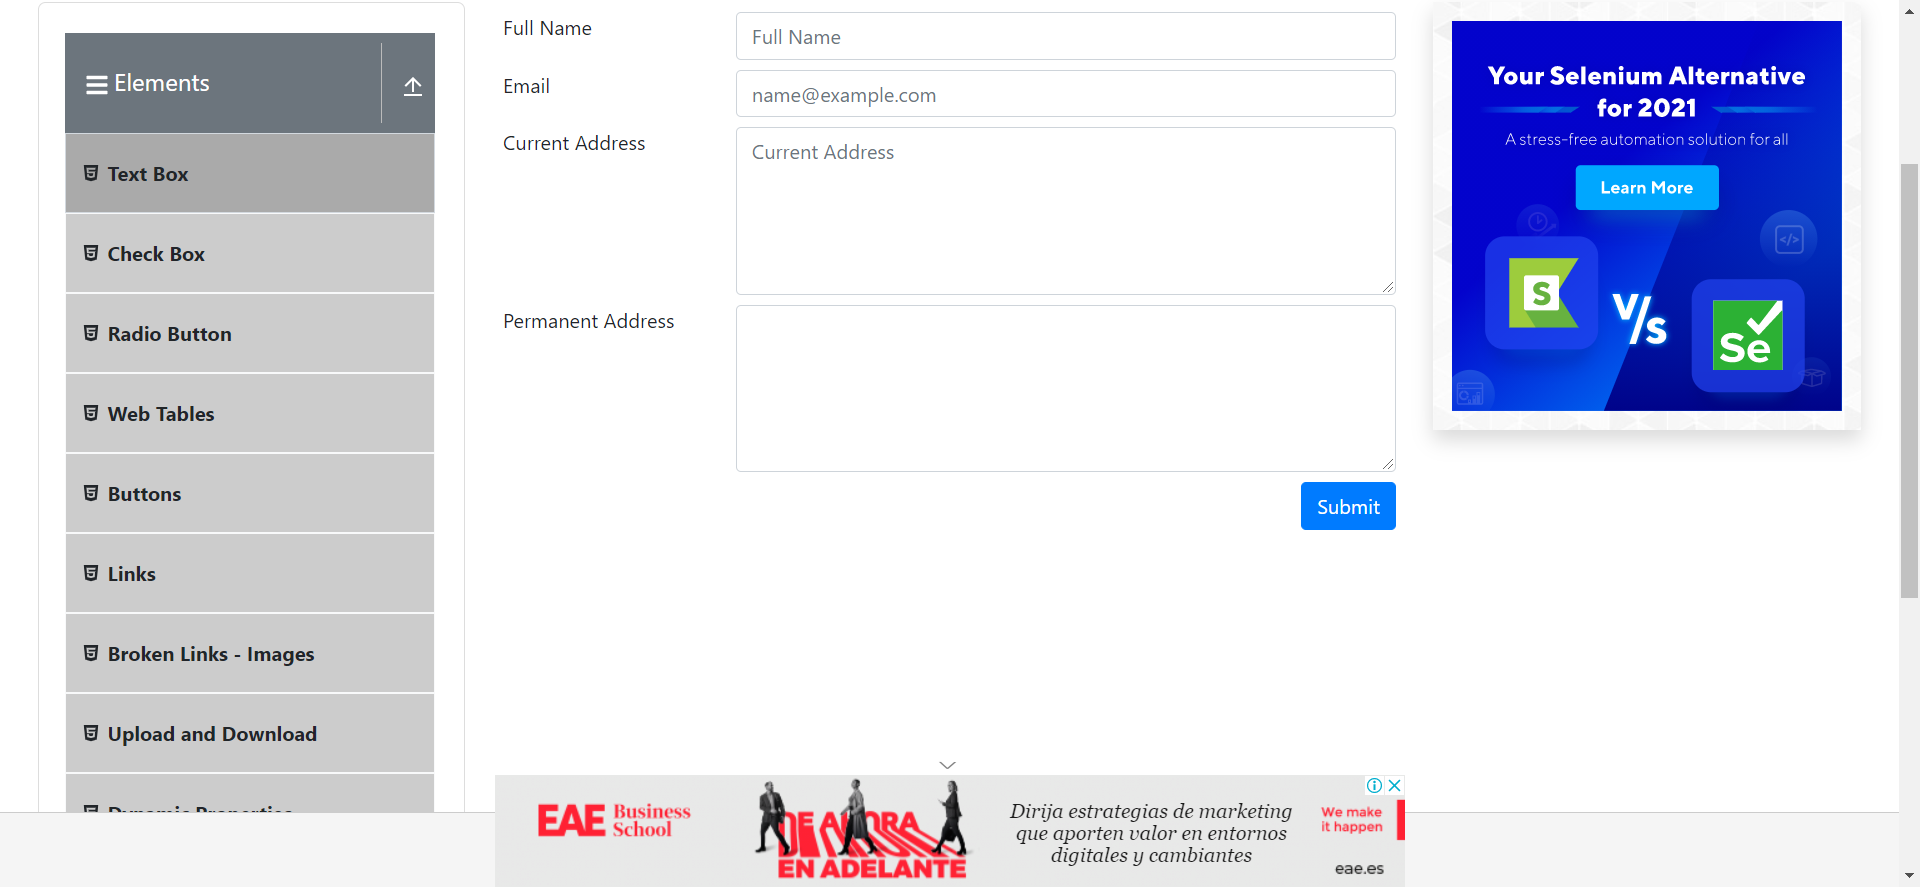 Elements
Text Box
Check Box
Radio Button
Web Tables
Buttons
Links
Broken Links - Images
Upload and Download
Dynamic Properties
Full Name
Full Name
Email
name@example.com
Current Address
Current Address
Permanent Address
Submit
Your Selenium Alternative
for 2021
A stress-free automation solution for all
Learn More
S
V/s
Se
EAE Business
School
DE AHORA
EN ADELANTE
Dirija estrategias de marketing
que aporten valor en entornos
digitales y cambiantes
We make
it happen
eae.es